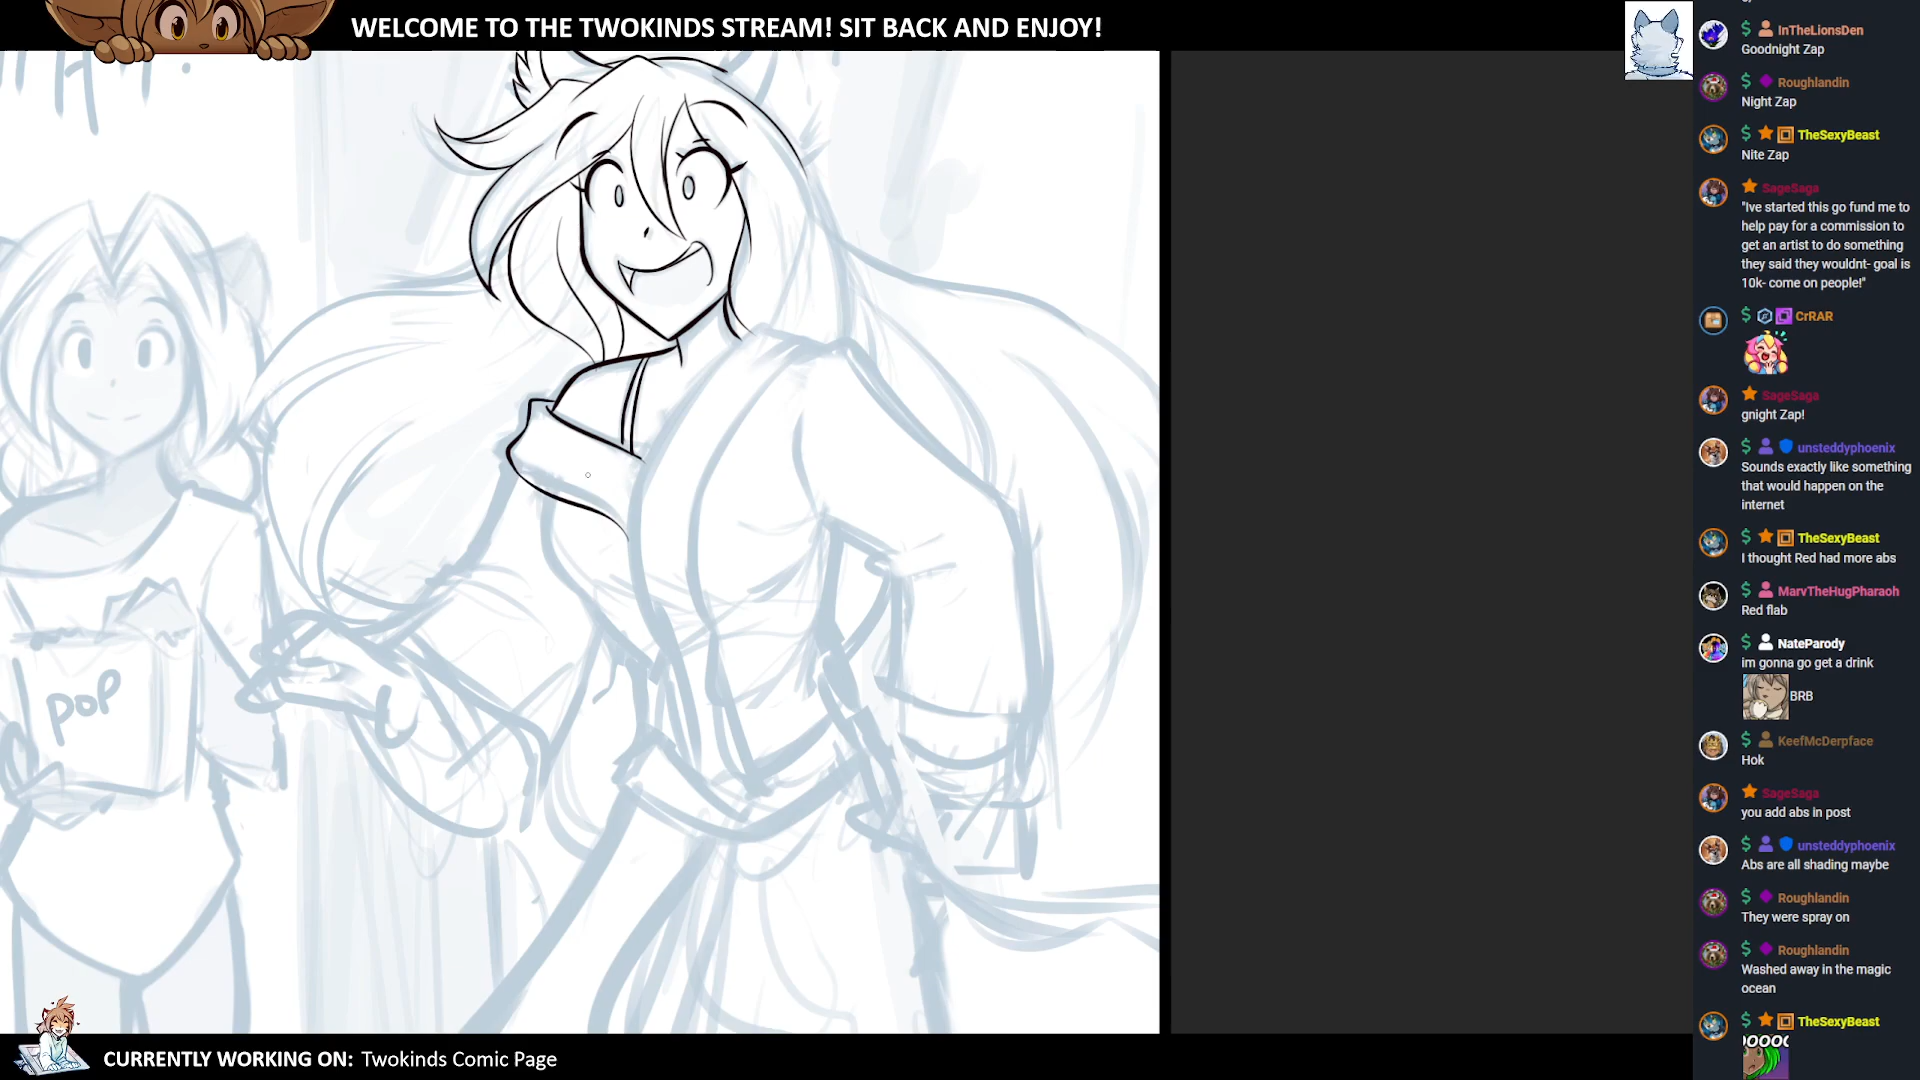 WELCOME TO THE TWOKINDS STREAM! SIT BACK AND ENJOY!
pop
CURRENTLY WORKING ON: Twokinds Comic Page
InTheLionsDen
Goodnight Zap
Roughlandin
Night Zap
TheSexyBeast
Nite Zap
SageSaga
"Ive started this go fund me to
help pay for a commission to
get an artist to do something
they said they wouldnt- goal is
10k- come on people!"
CrRAR
SageSaga
gnight Zap!
unsteddyphoenix
Sounds exactly like something
that would happen on the
internet
TheSexyBeast
I thought Red had more abs
MarvTheHugPharaoh
Red flab
NateParody
im gonna go get a drink
BRB
KeefMcDerpface
Hok
SageSaga
you add abs in post
unsteddyphoenix
Abs are all shading maybe
Roughlandin
They were spray on
Roughlandin
Washed away in the magic
ocean
TheSexyBeast